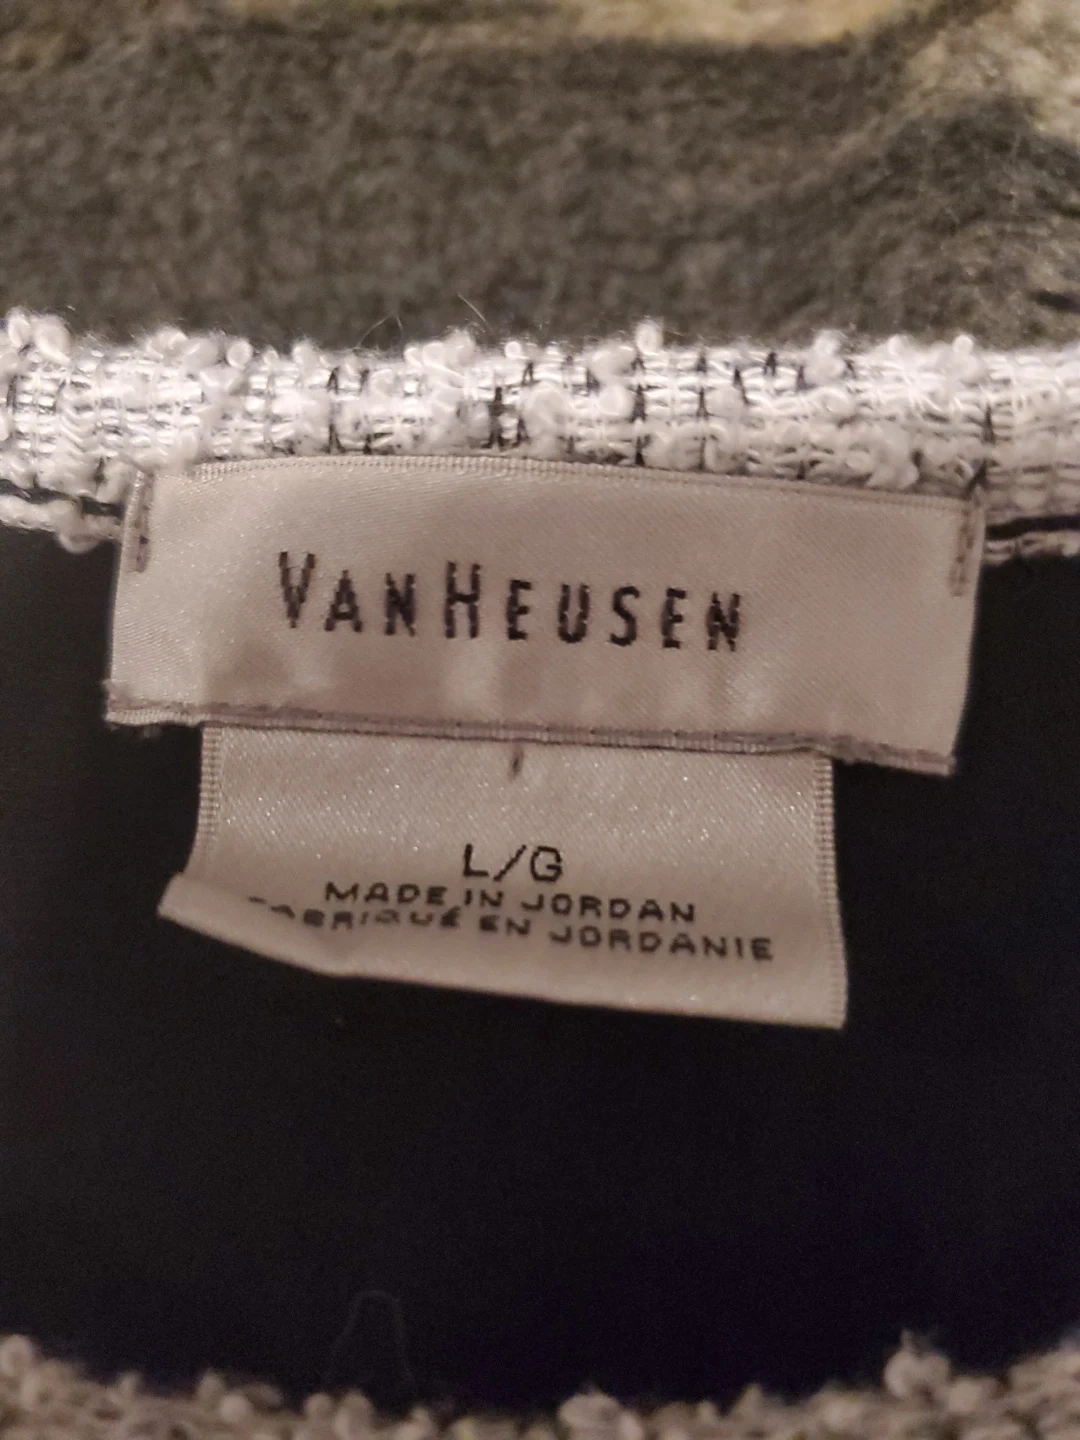 VANHEUSEN
L/G
MADE IN JORDAN
FABRIQUÉ EN JORDANIE